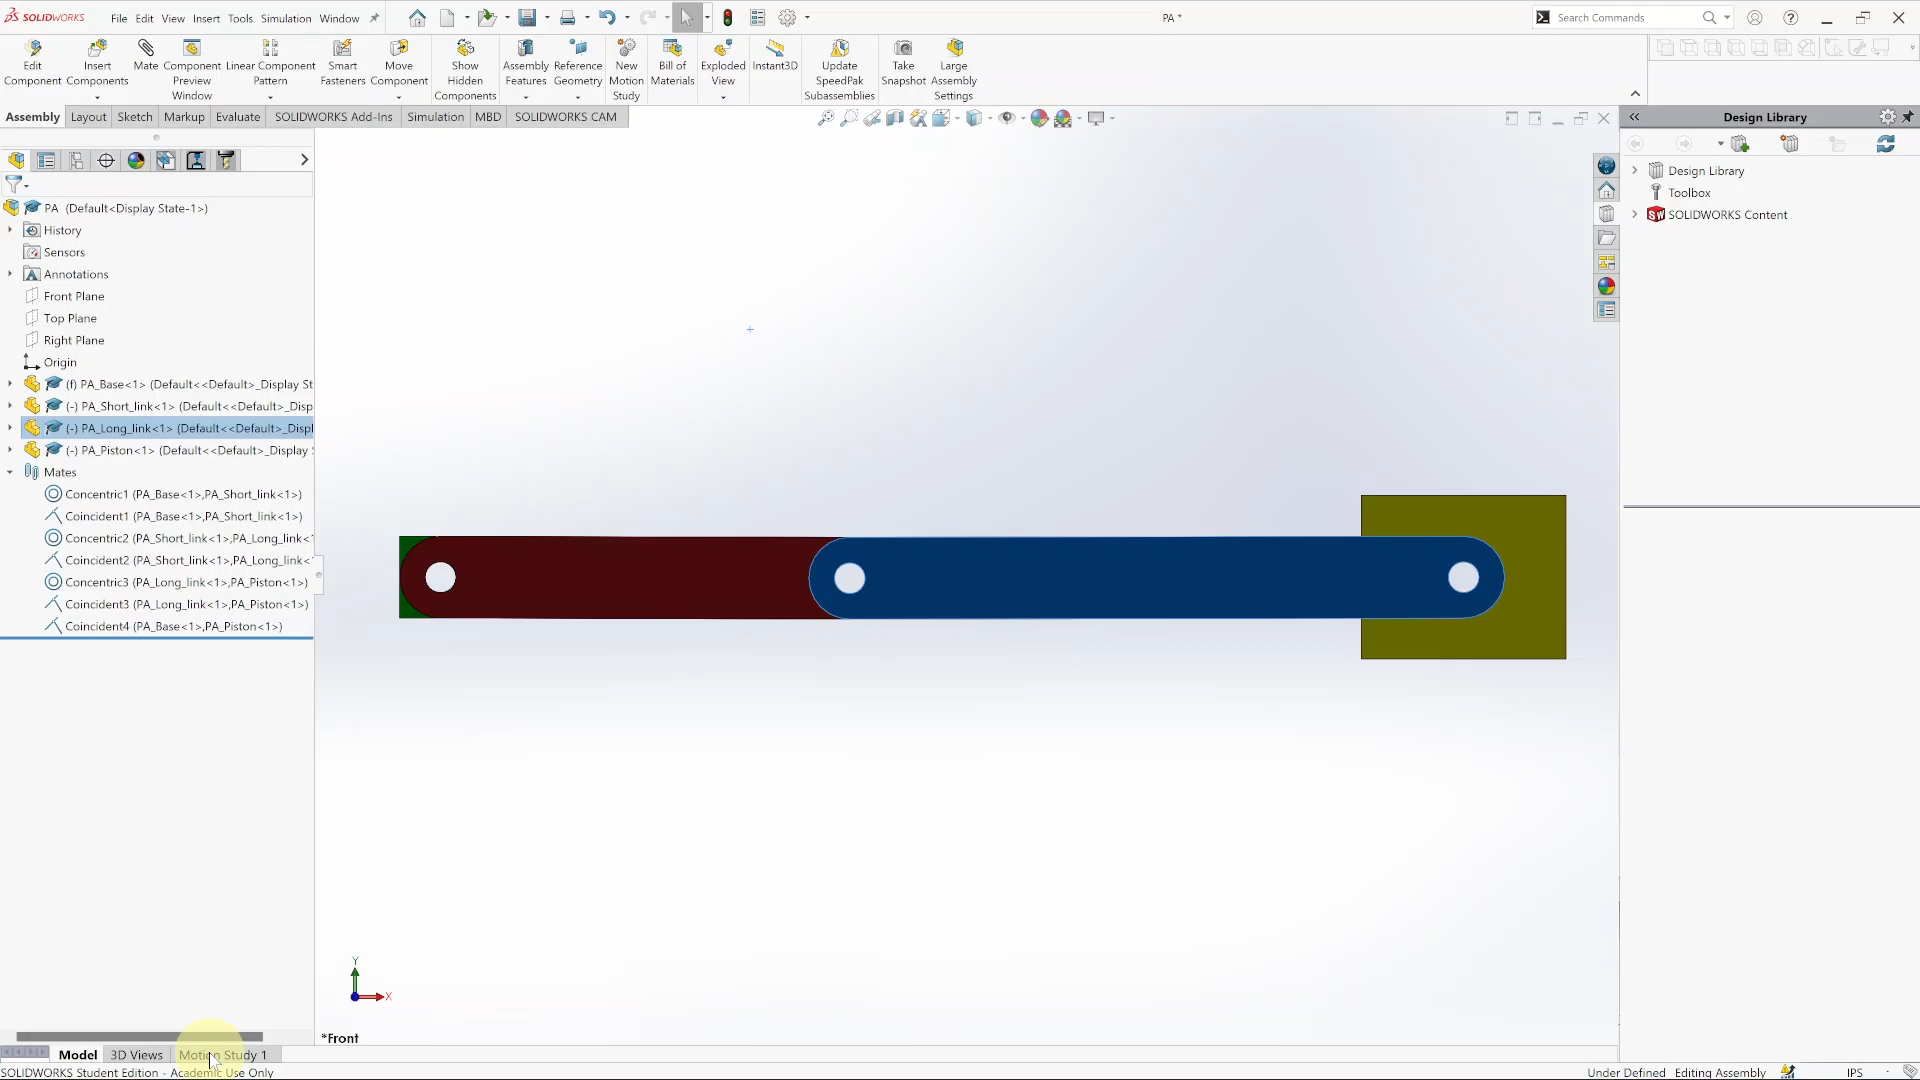 SOLIDWORKS File Edit View Insert Tools Simulation Window
PA *
Search Commands
Edit Component
Insert Components
Mate
Component Preview Window
Linear Component Pattern
Smart Fasteners
Move Component
Show Hidden Components
Assembly Features
Reference Geometry
New Motion Study
Bill of Materials
Exploded View
Instant3D
Update SpeedPak Subassemblies
Take Snapshot
Large Assembly Settings
Assembly Layout Sketch Markup Evaluate SOLIDWORKS Add-Ins Simulation MBD SOLIDWORKS CAM
Design Library
Design Library
Toolbox
SOLIDWORKS Content
PA (Default<Display State-1>)
History
Sensors
Annotations
Front Plane
Top Plane
Right Plane
Origin
(f) PA_Base<1> (Default<<Default>_Display St
(-) PA_Short_link<1> (Default<<Default>_Disp
(-) PA_Long_link<1> (Default<<Default>_Displ
(-) PA_Piston<1> (Default<<Default>_Display S
Mates
Concentric1 (PA_Base<1>,PA_Short_link<1>)
Coincident1 (PA_Base<1>,PA_Short_link<1>)
Concentric2 (PA_Short_link<1>,PA_Long_link<1
Coincident2 (PA_Short_link<1>,PA_Long_link<
Concentric3 (PA_Long_link<1>,PA_Piston<1>)
Coincident3 (PA_Long_link<1>,PA_Piston<1>)
Coincident4 (PA_Base<1>,PA_Piston<1>)
Y
X
*Front
Model 3D Views Motion Study 1
SOLIDWORKS Student Edition - Academic Use Only
Under Defined Editing Assembly IPS